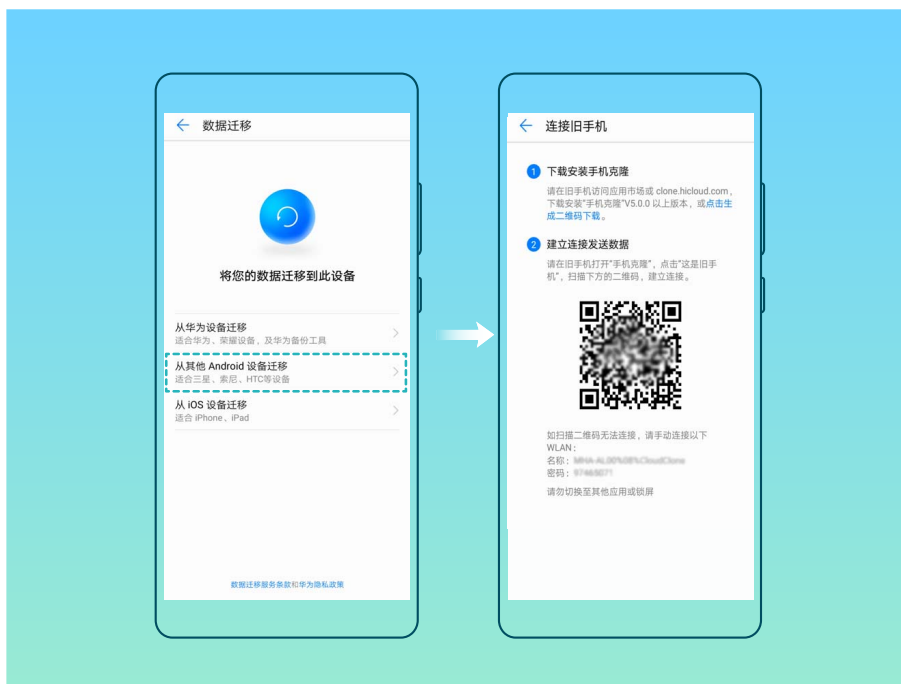 数据迁移
将您的数据迁移到此设备
从华为设备迁移
适合华为、荣耀设备，及华为备份工具
从其他 Android 设备迁移
适合三星、索尼、HTC等设备
从 iOS 设备迁移
适合 iPhone、iPad
数据迁移服务条款和华为隐私政策
连接旧手机
1 下载安装手机克隆
请在旧手机访问应用市场或 clone.hicloud.com，
下载安装"手机克隆"V5.0.0 以上版本，或点击生
成二维码下载。
2 建立连接发送数据
请在旧手机打开"手机克隆"，点击"这是旧手
机"，扫描下方的二维码，建立连接。
如扫描二维码无法连接，请手动连接以下
WLAN：
名称：
密码：
请勿切换至其他应用或锁屏